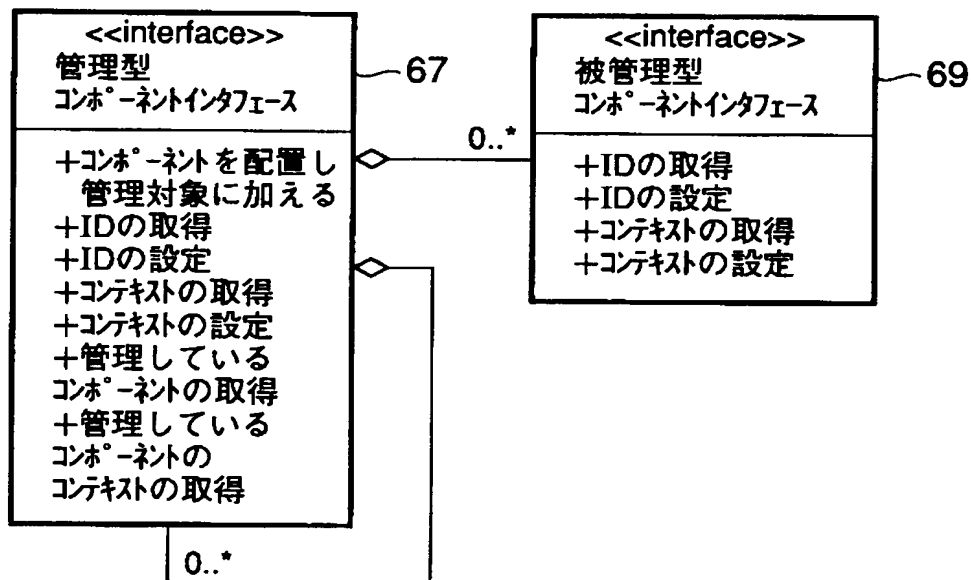 <<interface>>
管理型
コンポーネントインタフェース
67
+コンポーネントを配置し
管理対象に加える
+IDの取得
+IDの設定
+コンテキストの取得
+コンテキストの設定
+管理している
コンポーネントの取得
+管理している
コンポーネントの
コンテキストの取得
0..*
0..*
<<interface>>
被管理型
コンポーネントインタフェース
69
+IDの取得
+IDの設定
+コンテキストの取得
+コンテキストの設定